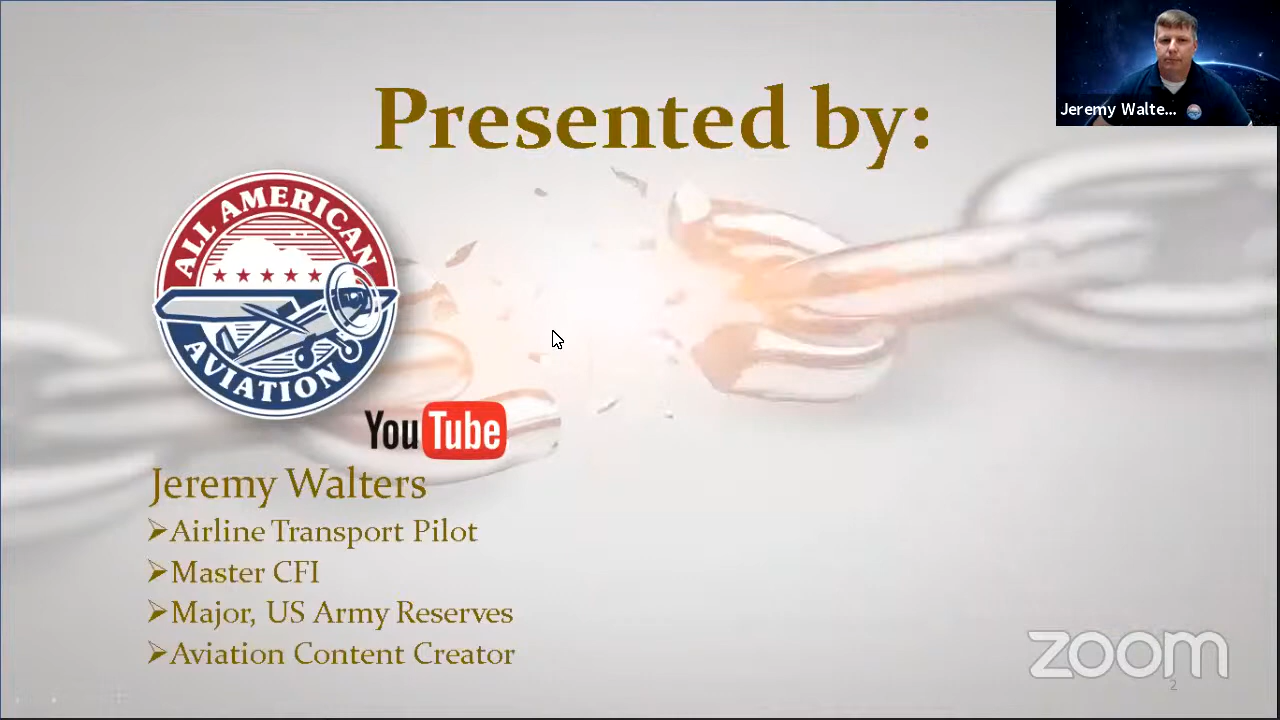 Presented by:
Jeremy Walte...
ALL AMERICAN
AVIATION
YouTube
Jeremy Walters
➢Airline Transport Pilot
➢Master CFI
➢Major, US Army Reserves
➢Aviation Content Creator
zoom
2